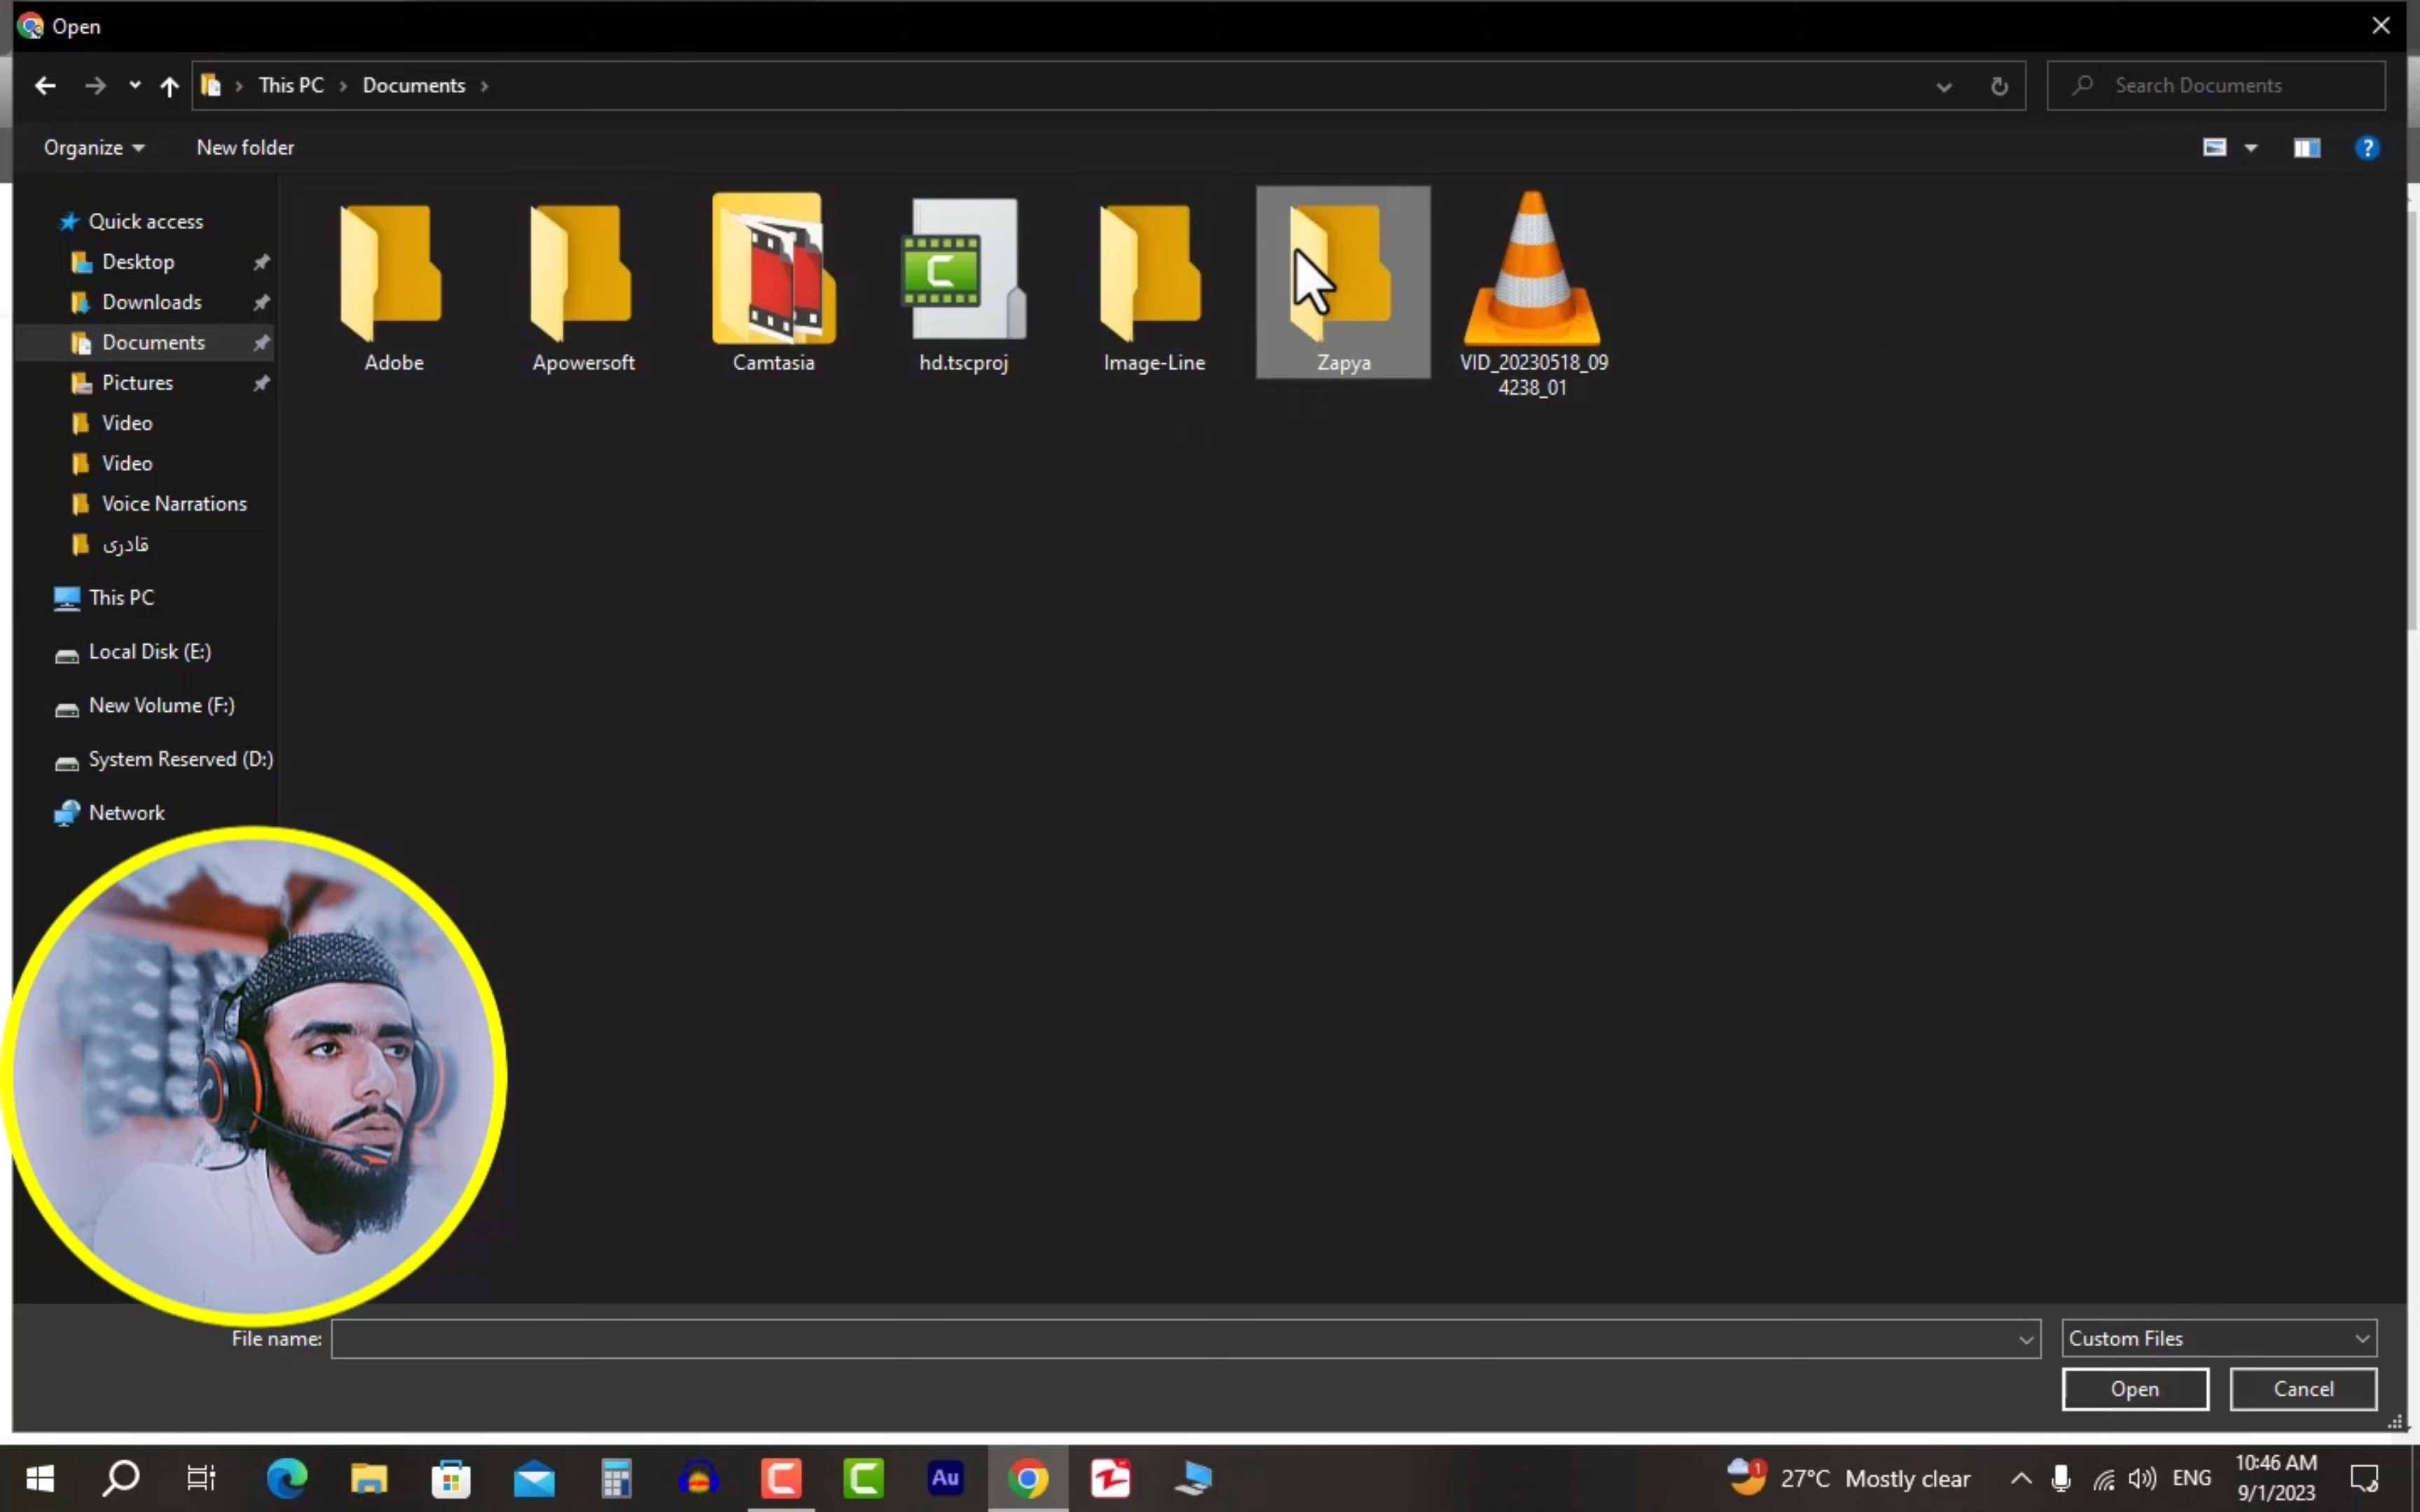 Open
This PC
Documents
Search Documents
Organize
New folder
Quick access
Desktop
Downloads
Documents
Pictures
Video
Video
Voice Narrations
قادری
This PC
Local Disk (E:)
New Volume (F:)
System Reserved (D:)
Network
Adobe
Apowersoft
Camtasia
hd.tscproj
Image-Line
Zapya
VID_20230518_09
4238_01
File name:
Custom Files
Open
Cancel
Au
1
27°C Mostly clear
ENG
10:46 AM
9/1/2023